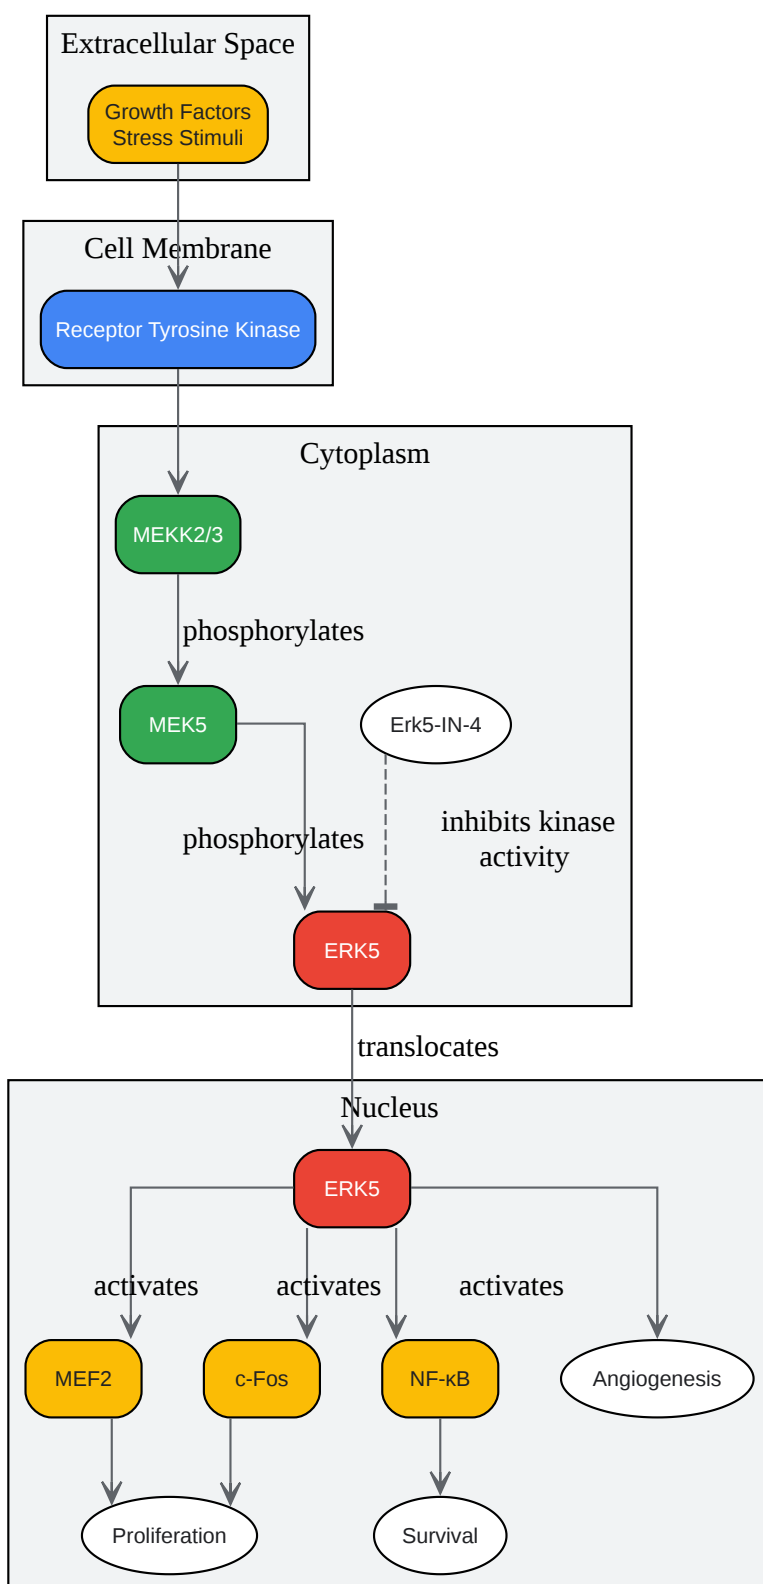 Extracellular Space
Growth Factors
Stress Stimuli
Cell Membrane
Receptor Tyrosine Kinase
Cytoplasm
MEKK2/3
phosphorylates
MEK5
Erk5-IN-4
phosphorylates
inhibits kinase
activity
ERK5
translocates
Nucleus
ERK5
activates
activates
activates
MEF2
c-Fos
NF-κB
Angiogenesis
Proliferation
Survival